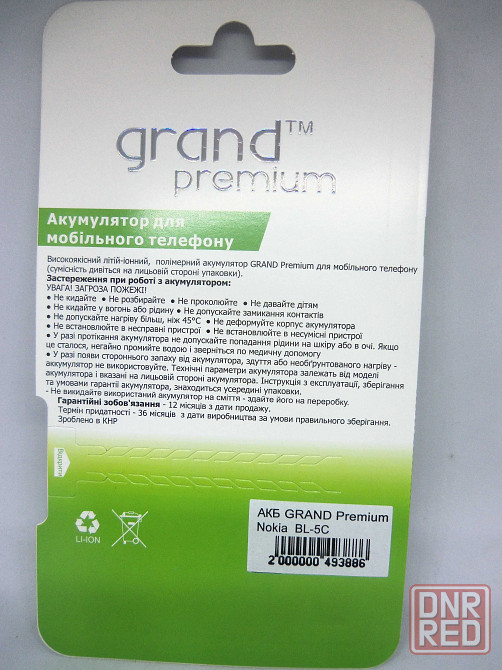 grand™
premium
Акумулятор для
мобільного телефону
Високоякісний літій-іонний, полімерний акумулятор GRAND Premium для мобільного телефону
(сумісність дивіться на лицьовій стороні упаковки).
Застереження при роботі з акумулятором:
УВАГА! ЗАГРОЗА ПОЖЕЖІ!
• Не кидайте • Не розбирайте • Не проколюйте • Не давайте дітям
• Не кидайте у вогонь або рідину • Не допускайте замикання контактів
• Не допускайте нагріву більш, ніж 45°C • Не деформуйте корпус акумулятора
• Не встановлюйте в несправні пристрої • Не встановлюйте в несумісні пристрої
• У разі протікання акумулятора не допускайте попадання рідини на шкіру або в очі. Якщо
це сталося, негайно промийте водою і зверніться по медичну допомогу
• У разі появи стороннього запаху від акумулятора, здуття або необґрунтованого нагріву -
аккумулятор не використовуйте. Технічні параметри акумулятора залежать від моделі
акумулятора і вказані на лицьовій стороні акумулятора. Інструкція з експлуатації, зберігання
та умовами гарантії акумулятора, знаходиться усередині упаковки.
- Не викидайте використаний акумулятор на сміття - здайте його на переробку.
Гарантійні зобов'язання - 12 місяців з дати продажу.
Термін придатності - 36 місяців з дати виробництва за умови правильного зберігання.
Зроблено в КНР
Відкрити
LI-ION
АКБ GRAND Premium
Nokia BL-5C
2 000000 493886
DNR
RED